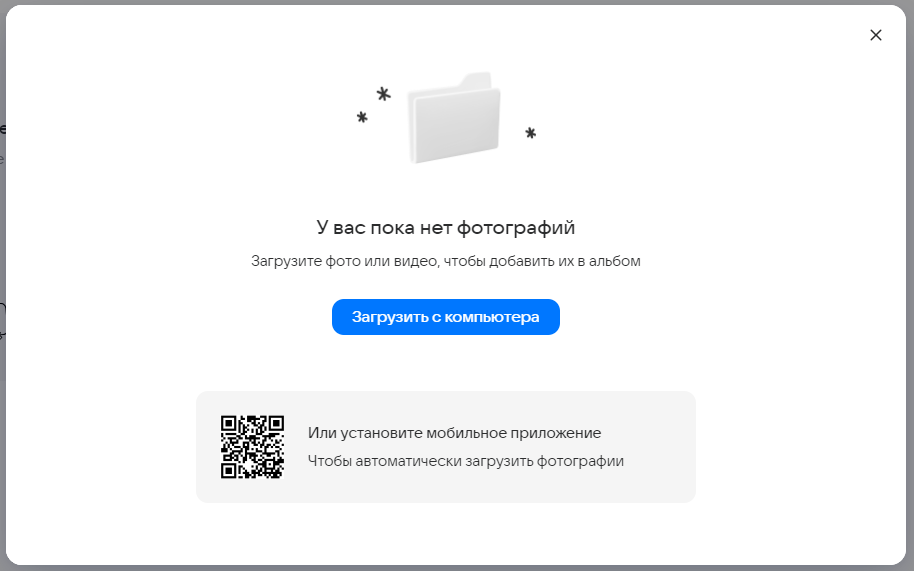 У вас пока нет фотографий
Загрузите фото или видео, чтобы добавить их в альбом
Загрузить с компьютера
Или установите мобильное приложение
Чтобы автоматически загрузить фотографии